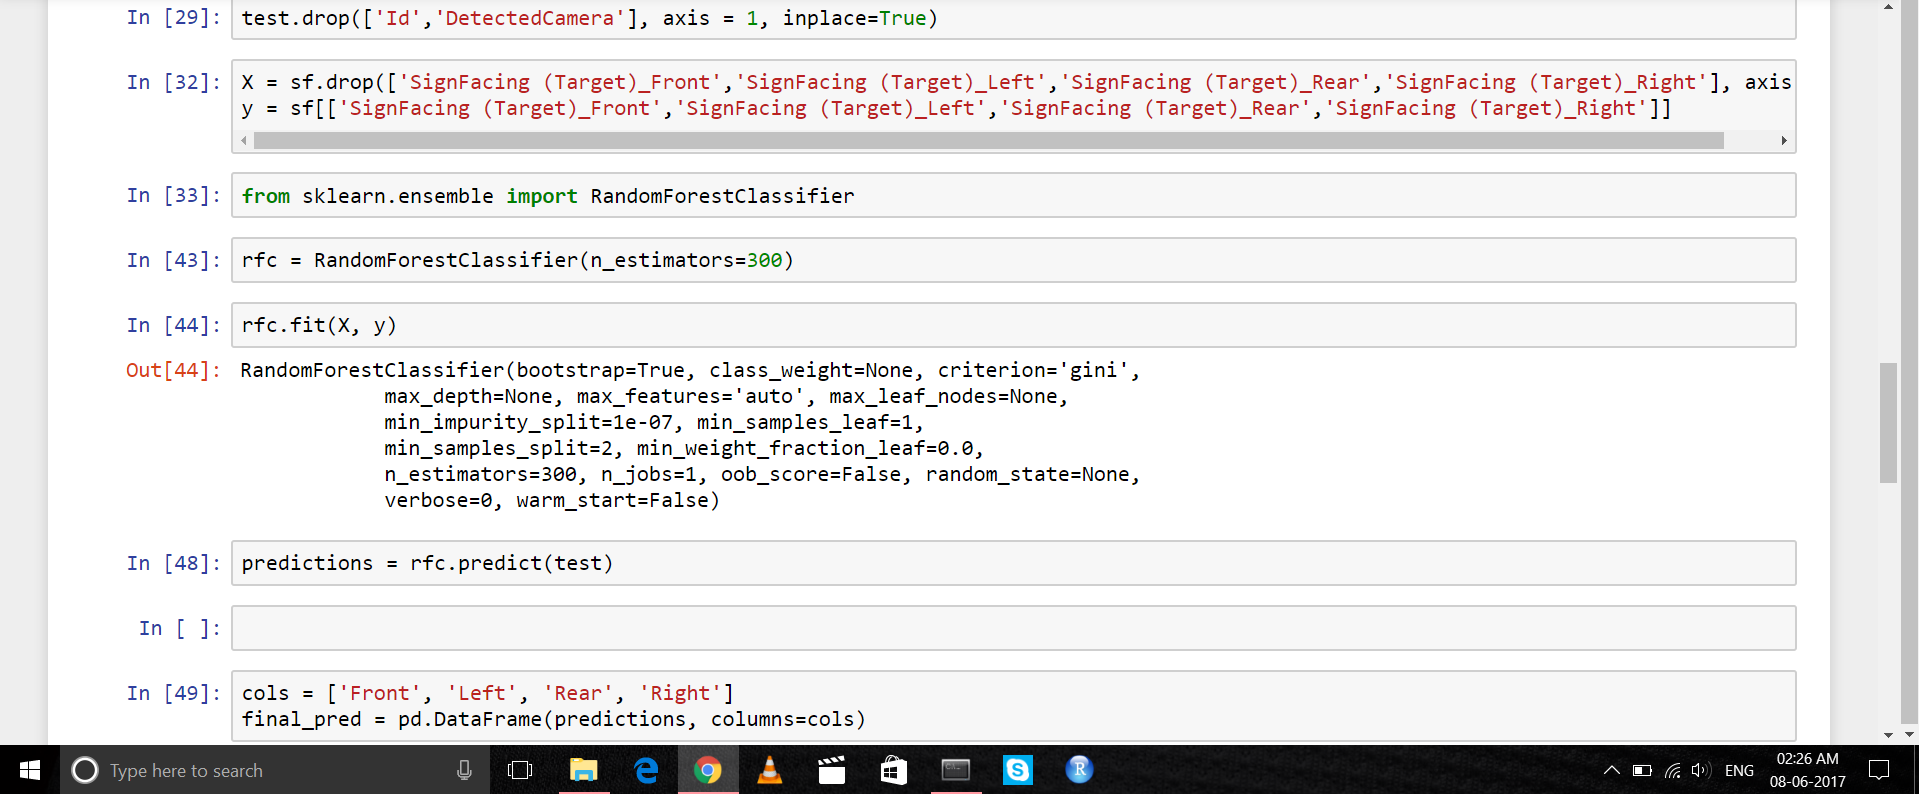 In [29]: test.drop(['Id','DetectedCamera'], axis = 1, inplace=True)
In [32]: X = sf.drop(['SignFacing (Target)_Front','SignFacing (Target)_Left','SignFacing (Target)_Rear','SignFacing (Target)_Right'], axis
y = sf[['SignFacing (Target)_Front','SignFacing (Target)_Left','SignFacing (Target)_Rear','SignFacing (Target)_Right']]
In [33]: from sklearn.ensemble import RandomForestClassifier
In [43]: rfc = RandomForestClassifier(n_estimators=300)
In [44]: rfc.fit(X, y)
Out[44]: RandomForestClassifier(bootstrap=True, class_weight=None, criterion='gini',
max_depth=None, max_features='auto', max_leaf_nodes=None,
min_impurity_split=1e-07, min_samples_leaf=1,
min_samples_split=2, min_weight_fraction_leaf=0.0,
n_estimators=300, n_jobs=1, oob_score=False, random_state=None,
verbose=0, warm_start=False)
In [48]: predictions = rfc.predict(test)
In [ ]:
In [49]: cols = ['Front', 'Left', 'Rear', 'Right']
final_pred = pd.DataFrame(predictions, columns=cols)
Type here to search
R
ENG
02:26 AM
08-06-2017